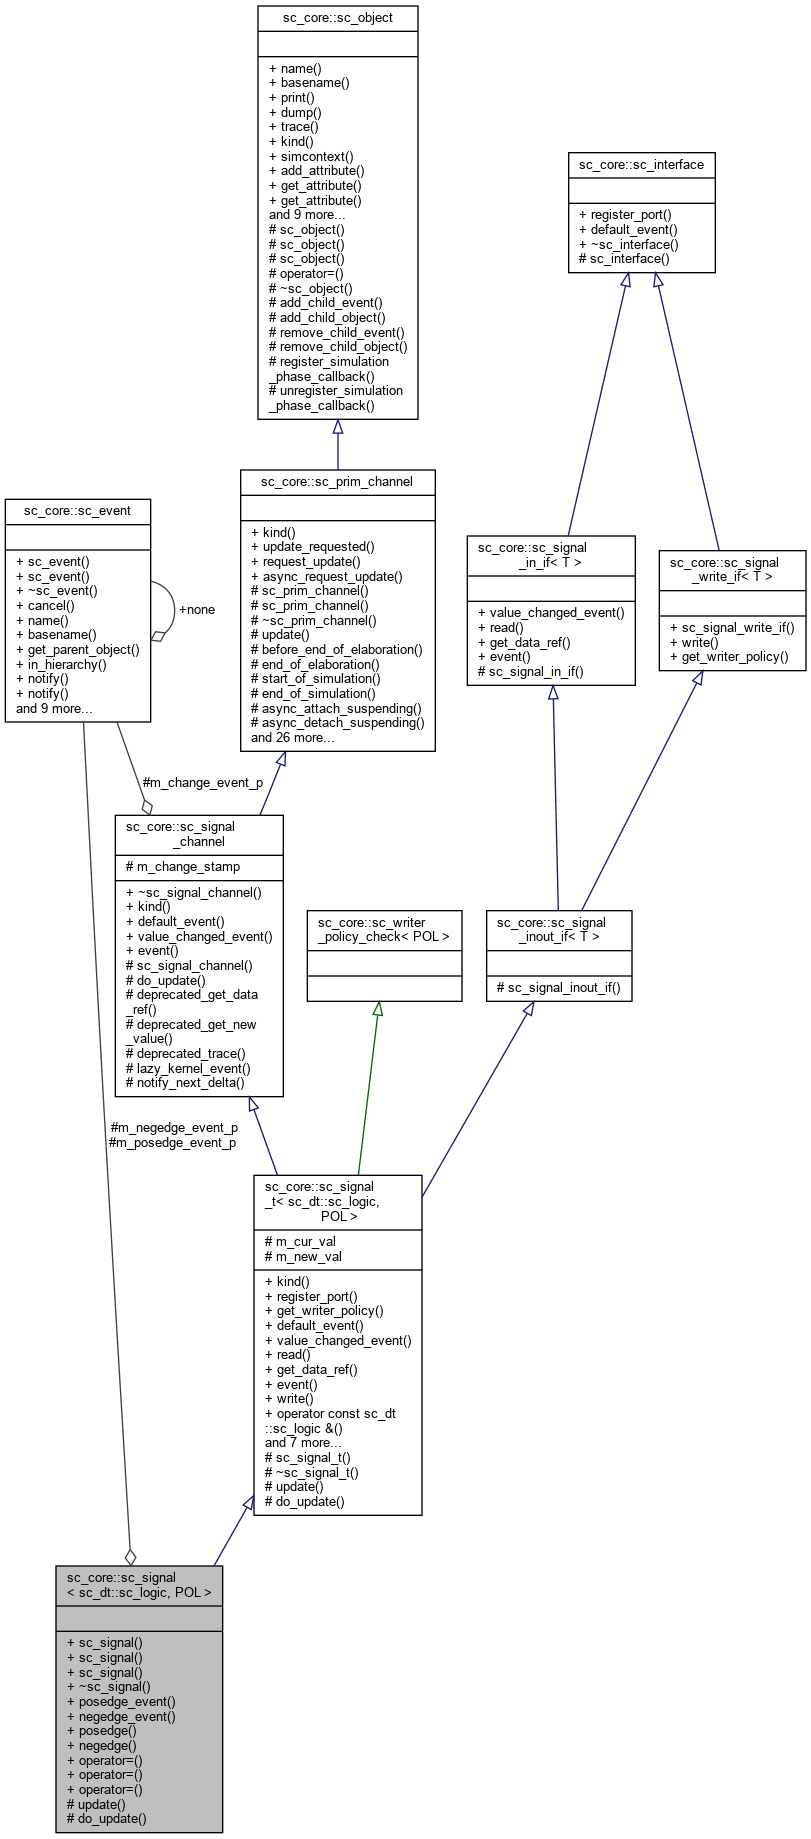 sc_core::sc_object
+ name()
+ basename()
+ print()
+ dump()
+ trace()
+ kind()
+ simcontext()
+ add_attribute()
+ get_attribute()
+ get_attribute()
and 9 more...
# sc_object()
# sc_object()
# sc_object()
# operator=()
# ~sc_object()
# add_child_event()
# add_child_object()
# remove_child_event()
# remove_child_object()
# register_simulation
_phase_callback()
# unregister_simulation
_phase_callback()
sc_core::sc_interface
+ register_port()
+ default_event()
+ ~sc_interface()
# sc_interface()
sc_core::sc_prim_channel
+ kind()
+ update_requested()
+ request_update()
+ async_request_update()
# sc_prim_channel()
# sc_prim_channel()
# ~sc_prim_channel()
# update()
# before_end_of_elaboration()
# end_of_elaboration()
# start_of_simulation()
# end_of_simulation()
# async_attach_suspending()
# async_detach_suspending()
and 26 more...
sc_core::sc_event
+ sc_event()
+ sc_event()
+ ~sc_event()
+ cancel()
+ name()
+ basename()
+ get_parent_object()
+ in_hierarchy()
+ notify()
+ notify()
and 9 more...
+none
sc_core::sc_signal
_in_if< T >
+ value_changed_event()
+ read()
+ get_data_ref()
+ event()
# sc_signal_in_if()
sc_core::sc_signal
_write_if< T >
+ sc_signal_write_if()
+ write()
+ get_writer_policy()
#m_change_event_p
sc_core::sc_signal
_channel
# m_change_stamp
+ ~sc_signal_channel()
+ kind()
+ default_event()
+ value_changed_event()
+ event()
# sc_signal_channel()
# do_update()
# deprecated_get_data
_ref()
# deprecated_get_new
_value()
# deprecated_trace()
# lazy_kernel_event()
# notify_next_delta()
sc_core::sc_writer
_policy_check< POL >
sc_core::sc_signal
_inout_if< T >
# sc_signal_inout_if()
#m_negedge_event_p
#m_posedge_event_p
sc_core::sc_signal
_t< sc_dt::sc_logic,
POL >
# m_cur_val
# m_new_val
+ kind()
+ register_port()
+ get_writer_policy()
+ default_event()
+ value_changed_event()
+ read()
+ get_data_ref()
+ event()
+ write()
+ operator const sc_dt
::sc_logic &()
and 7 more...
# sc_signal_t()
# ~sc_signal_t()
# update()
# do_update()
sc_core::sc_signal
< sc_dt::sc_logic, POL >
+ sc_signal()
+ sc_signal()
+ sc_signal()
+ ~sc_signal()
+ posedge_event()
+ negedge_event()
+ posedge()
+ negedge()
+ operator=()
+ operator=()
+ operator=()
# update()
# do_update()